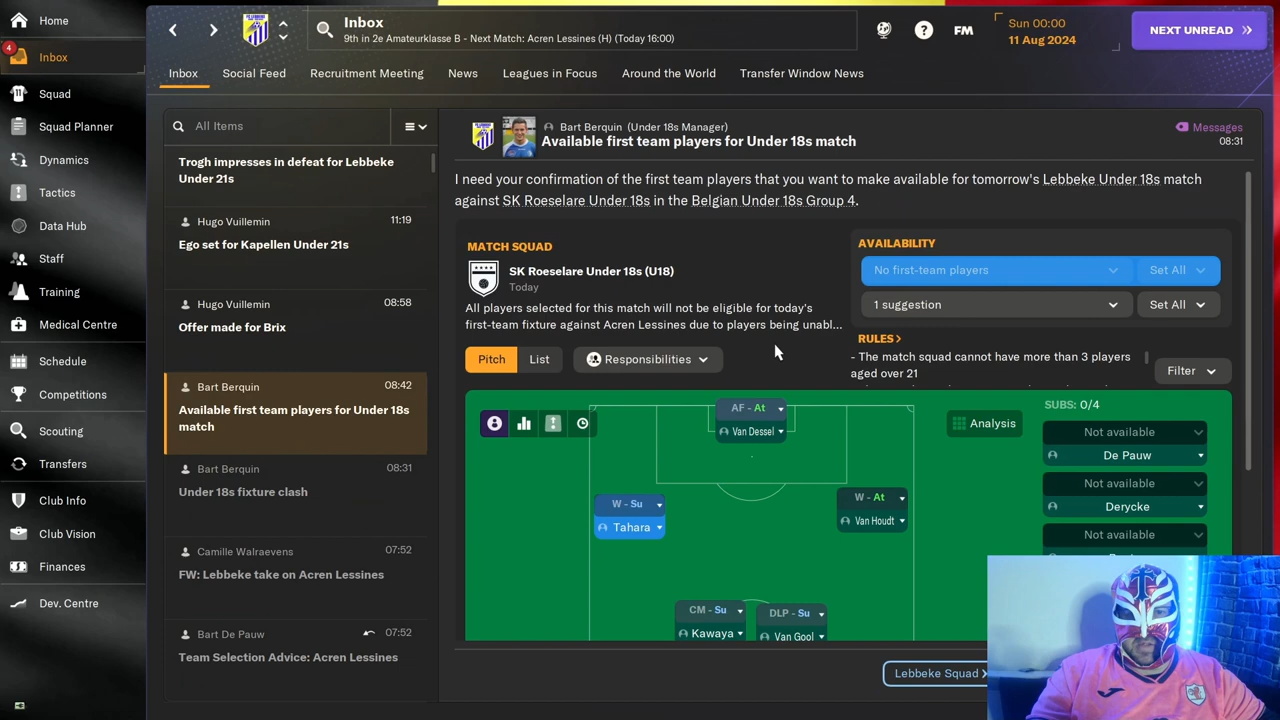 Home
4
Inbox
Squad
Squad Planner
Dynamics
Tactics
Data Hub
Staff
Training
Medical Centre
Schedule
Competitions
Scouting
Transfers
Club Info
Club Vision
Finances
Dev. Centre
Inbox
9th in 2e Amateurklasse B - Next Match: Acren Lessines (H) (Today 16:00)
?
FM
Sun 00:00
11 Aug 2024
NEXT UNREAD
Inbox
Social Feed
Recruitment Meeting
News
Leagues in Focus
Around the World
Transfer Window News
All Items
Trogh impresses in defeat for Lebbeke
Under 21s
Hugo Vuillemin 11:19
Ego set for Kapellen Under 21s
Hugo Vuillemin 08:58
Offer made for Brix
Bart Berquin 08:42
Available first team players for Under 18s
match
Bart Berquin 08:31
Under 18s fixture clash
Camille Walraevens 07:52
FW: Lebbeke take on Acren Lessines
Bart De Pauw 07:52
Team Selection Advice: Acren Lessines
Bart Berquin (Under 18s Manager)
Available first team players for Under 18s match
Messages
08:31
I need your confirmation of the first team players that you want to make available for tomorrow's Lebbeke Under 18s match
against SK Roeselare Under 18s in the Belgian Under 18s Group 4.
MATCH SQUAD
SK Roeselare Under 18s (U18)
Today
All players selected for this match will not be eligible for today's
first-team fixture against Acren Lessines due to players being unabl...
Pitch
List
Responsibilities
AVAILABILITY
No first-team players
Set All
1 suggestion
Set All
RULES >
- The match squad cannot have more than 3 players
aged over 21
Filter
AF - At
Van Dessel
Analysis
W - Su
Tahara
W - At
Van Houdt
CM - Su
Kawaya
DLP - Su
Van Gool
SUBS: 0/4
Not available
De Pauw
Not available
Derycke
Not available
Lebbeke Squad